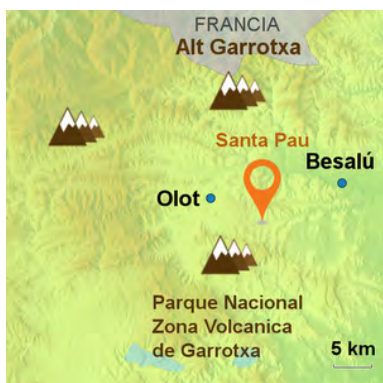 FRANCIA
Alt Garrotxa
Santa Pau
Besalú
Olot
Parque Nacional
Zona Volcanica
de Garrotxa
5 km